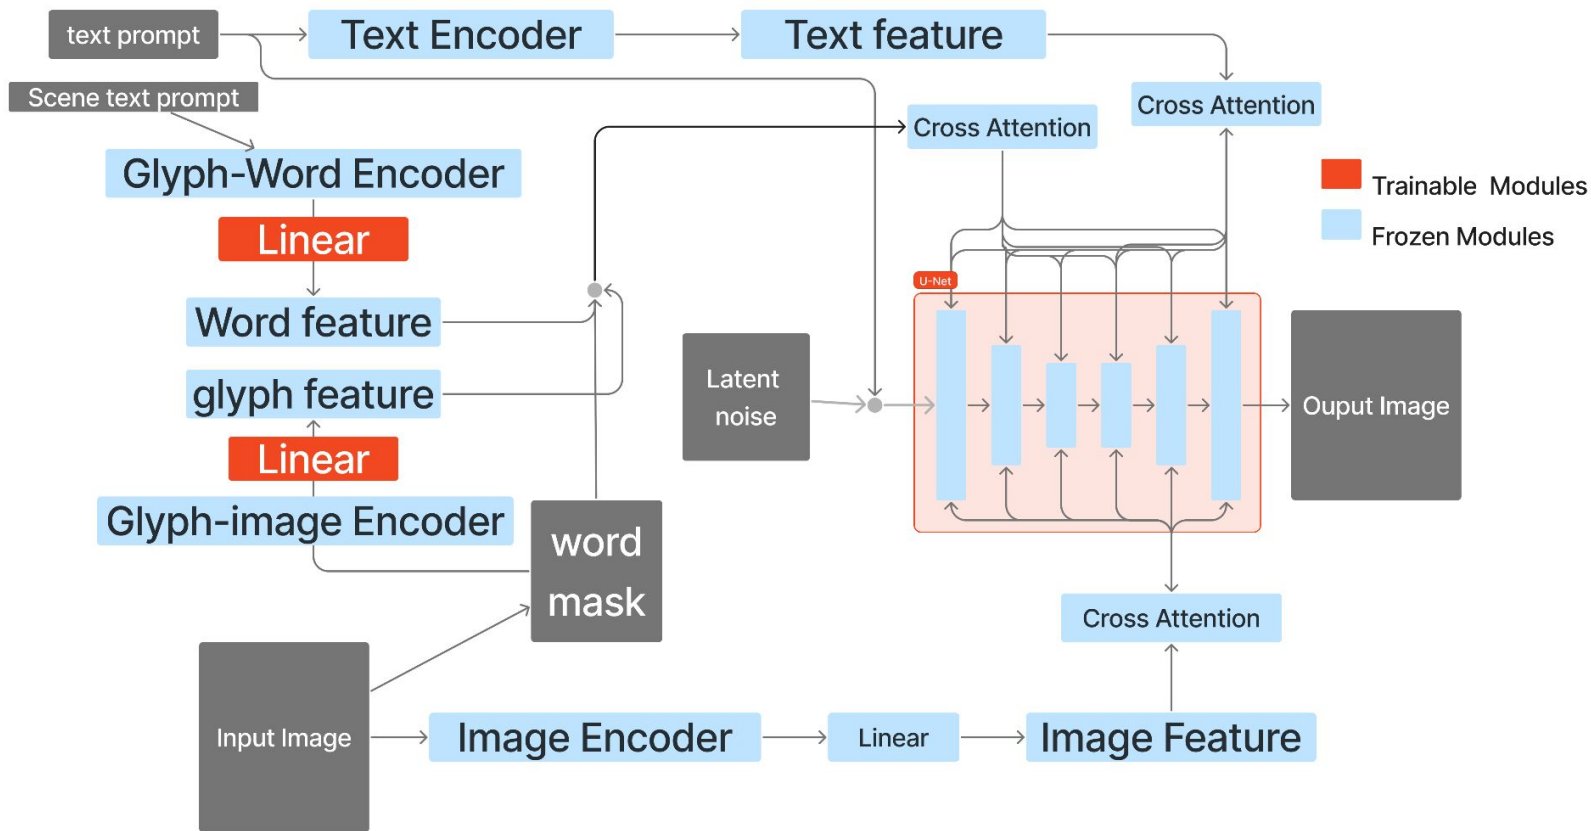 text prompt
Text Encoder
Text feature
Scene text prompt
Cross Attention
Cross Attention
Glyph-Word Encoder
Trainable Modules
Linear
Frozen Modules
U-Net
Word feature
glyph feature
Latent
noise
Ouput Image
Linear
Glyph-image Encoder
word
mask
Cross Attention
Input Image
Image Encoder
Linear
Image Feature